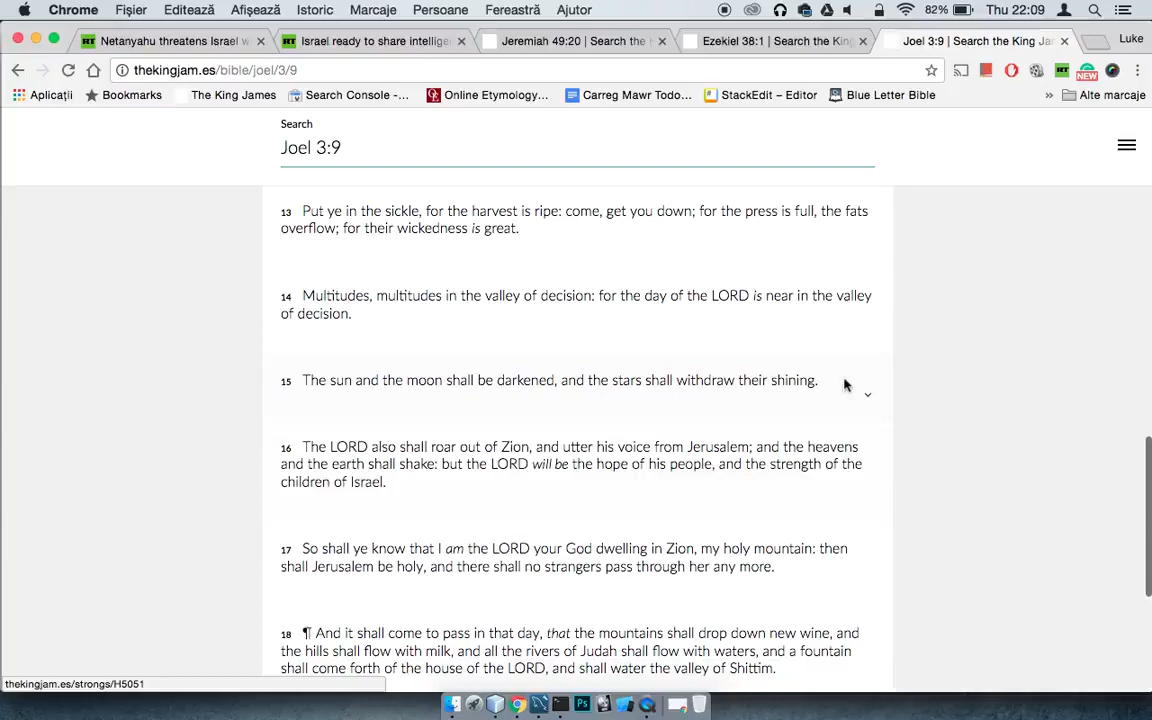 Chrome Fișier Editează Afișează Istoric Marcaje Persoane Fereastră Ajutor 82% Thu 22:09
Netanyahu threatens Israel w Israel ready to share intellige Jeremiah 49:20 | Search the Ezekiel 38:1 | Search the King Joel 3:9 | Search the King Jam Luke
thekingjam.es/bible/joel/3/9
Aplicații Bookmarks The King James Search Console -... Online Etymology... Carreg Mawr Todo... StackEdit – Editor Blue Letter Bible » Alte marcaje
NEW
Search
Joel 3:9
13 Put ye in the sickle, for the harvest is ripe: come, get you down; for the press is full, the fats
overflow; for their wickedness is great.
14 Multitudes, multitudes in the valley of decision: for the day of the LORD is near in the valley
of decision.
15 The sun and the moon shall be darkened, and the stars shall withdraw their shining.
16 The LORD also shall roar out of Zion, and utter his voice from Jerusalem; and the heavens
and the earth shall shake: but the LORD will be the hope of his people, and the strength of the
children of Israel.
17 So shall ye know that I am the LORD your God dwelling in Zion, my holy mountain: then
shall Jerusalem be holy, and there shall no strangers pass through her any more.
18 ¶ And it shall come to pass in that day, that the mountains shall drop down new wine, and
the hills shall flow with milk, and all the rivers of Judah shall flow with waters, and a fountain
shall come forth of the house of the LORD, and shall water the valley of Shittim.
thekingjam.es/strongs/H5051
Ps